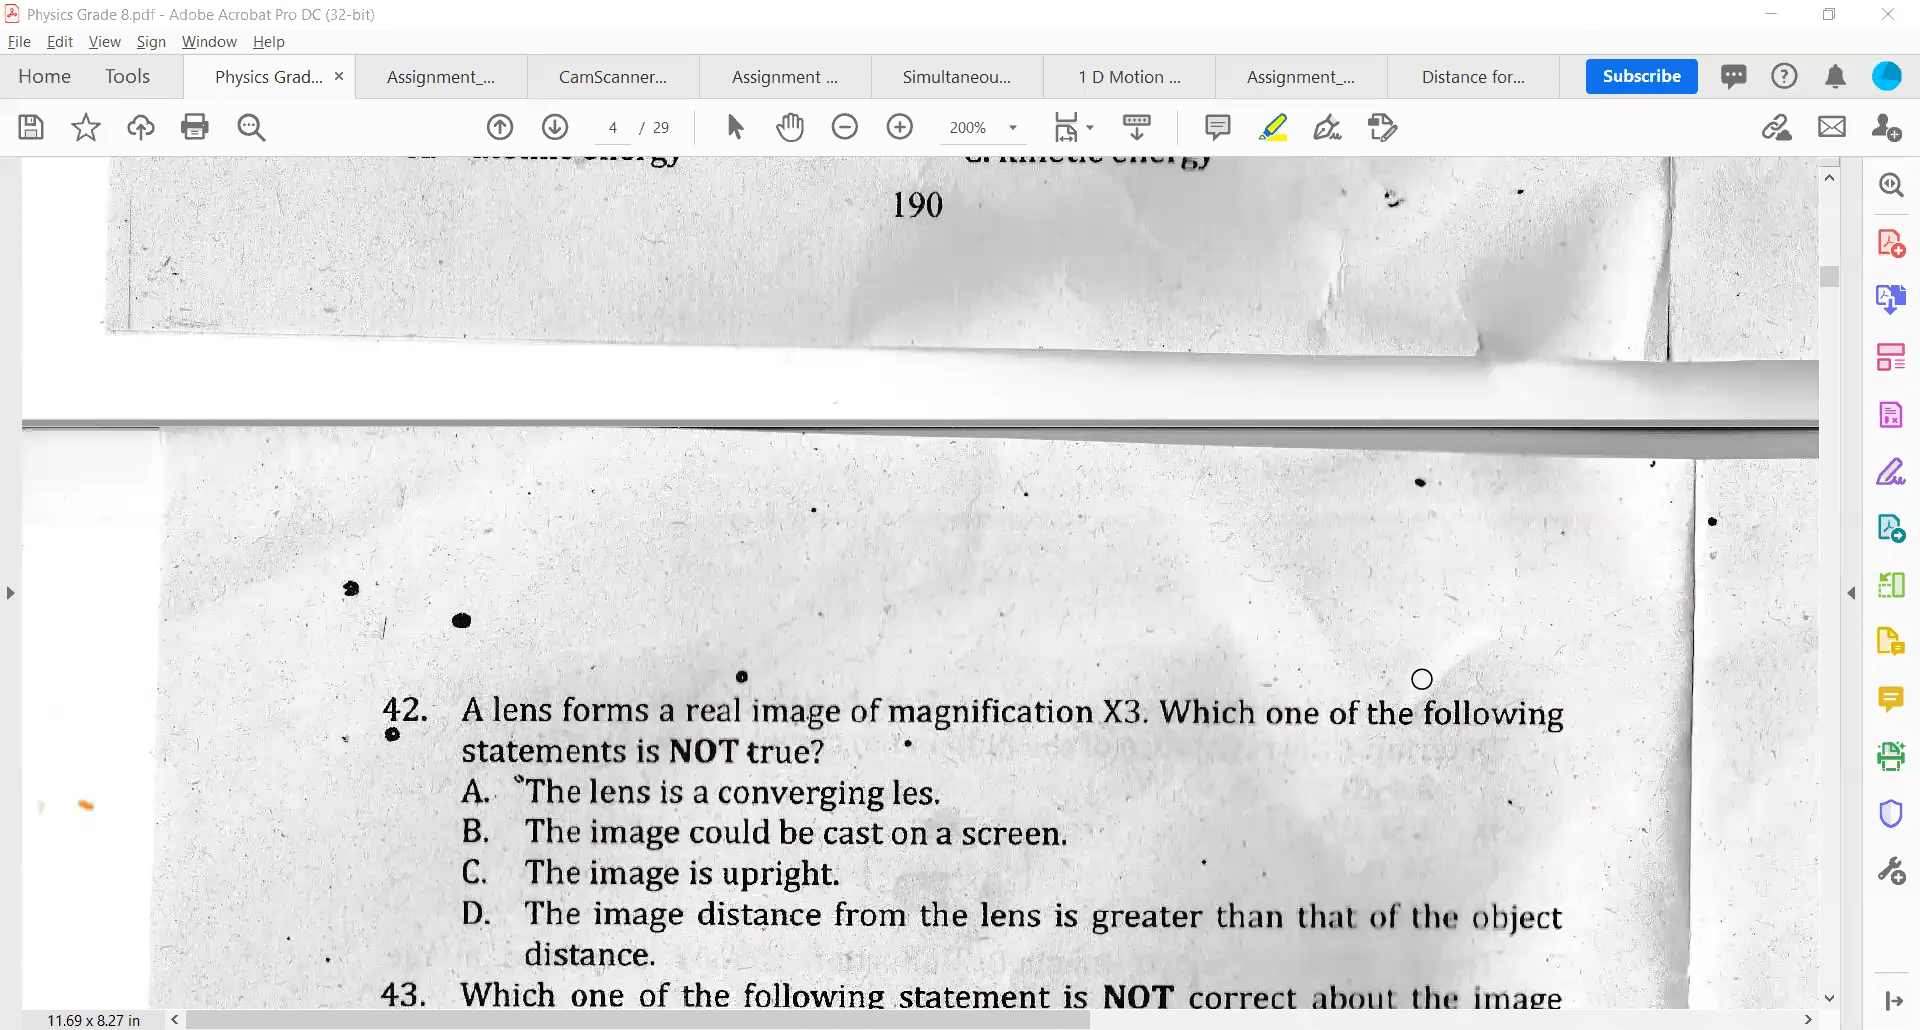 Physics Grade 8.pdf - Adobe Acrobat Pro DC (32-bit)
File Edit View Sign Window Help
Home Tools Physics Grad... × Assignment_... CamScanner... Assignment ... Simultaneou... 1 D Motion ... Assignment_... Distance for... Subscribe
4 / 29 200%
energy C. kinetic energy
190
42. A lens forms a real image of magnification X3. Which one of the following
statements is NOT true?
A. The lens is a converging les.
B. The image could be cast on a screen.
C. The image is upright.
D. The image distance from the lens is greater than that of the object
distance.
43. Which one of the following statement is NOT correct about the image
11.69 x 8.27 in